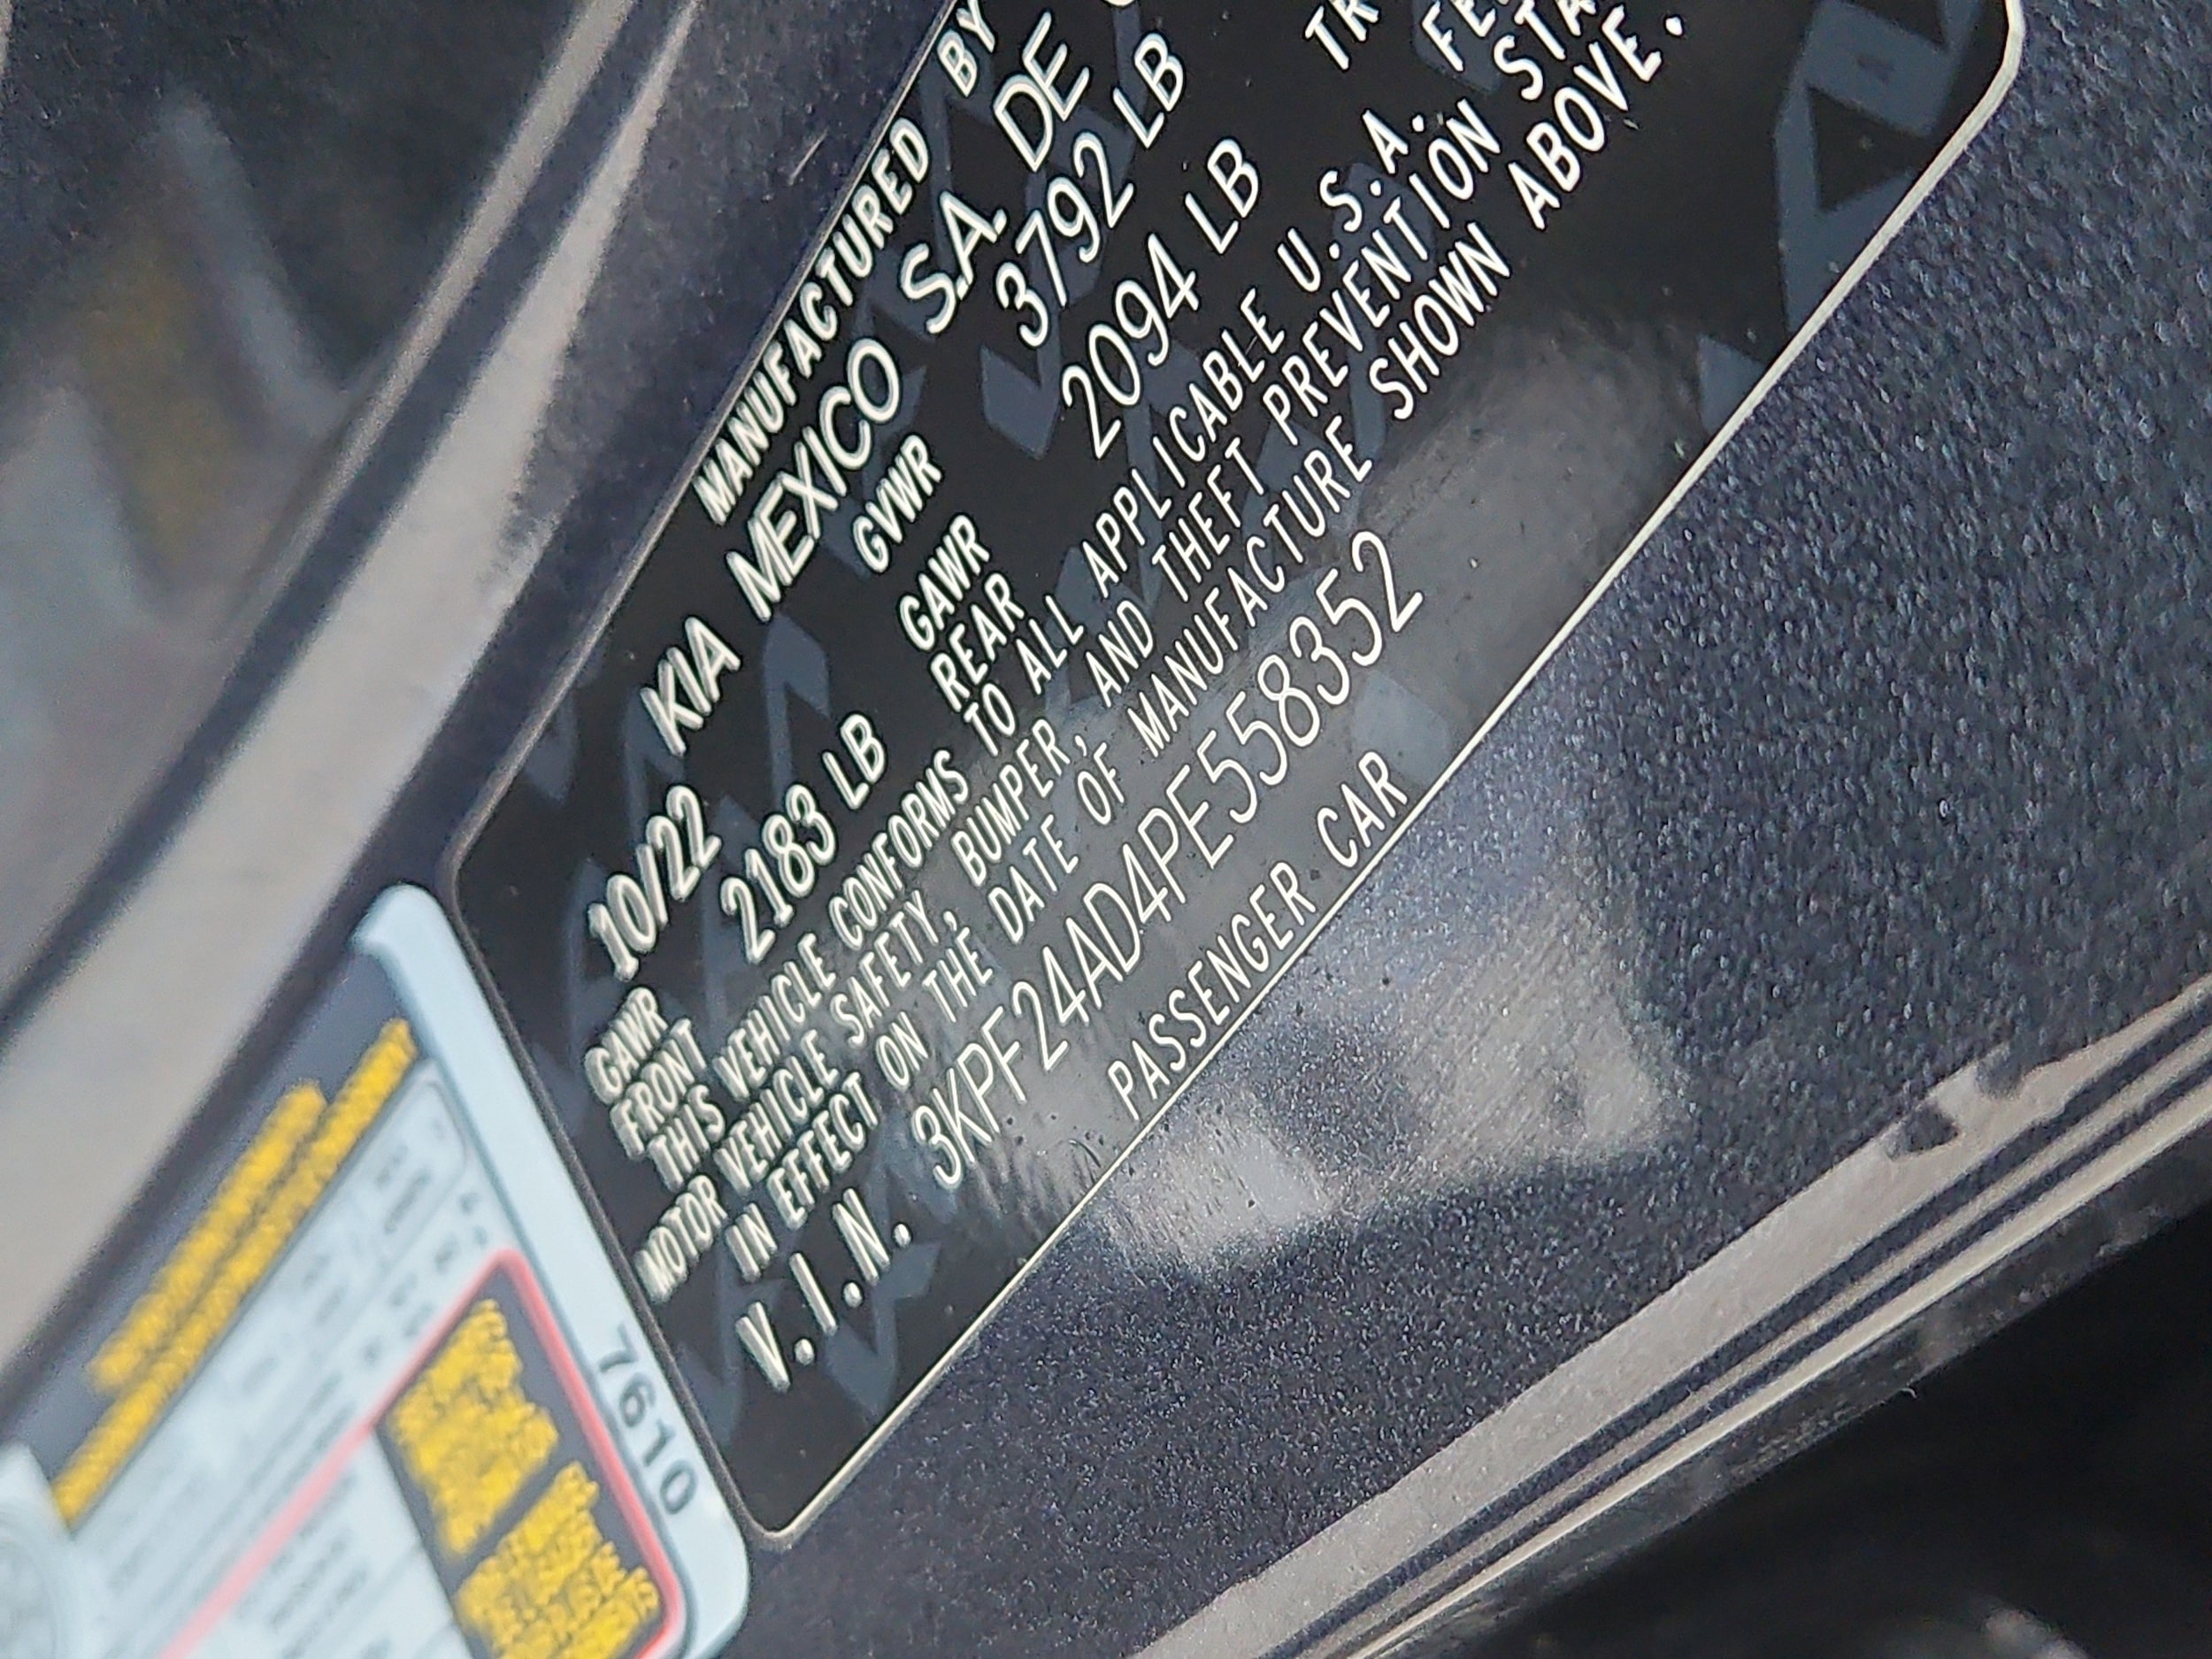 MANUFACTURED BY
10/22 KIA MEXICO S.A. DE
GVWR 3792 LB
GAWR FRONT 2183 LB GAWR REAR 2094 LB
THIS VEHICLE CONFORMS TO ALL APPLICABLE U.S.A.
MOTOR VEHICLE SAFETY, BUMPER, AND THEFT PREVENTION
IN EFFECT ON THE DATE OF MANUFACTURE SHOWN ABOVE.
V.I.N. 3KPF24AD4PE558352
PASSENGER CAR
7610